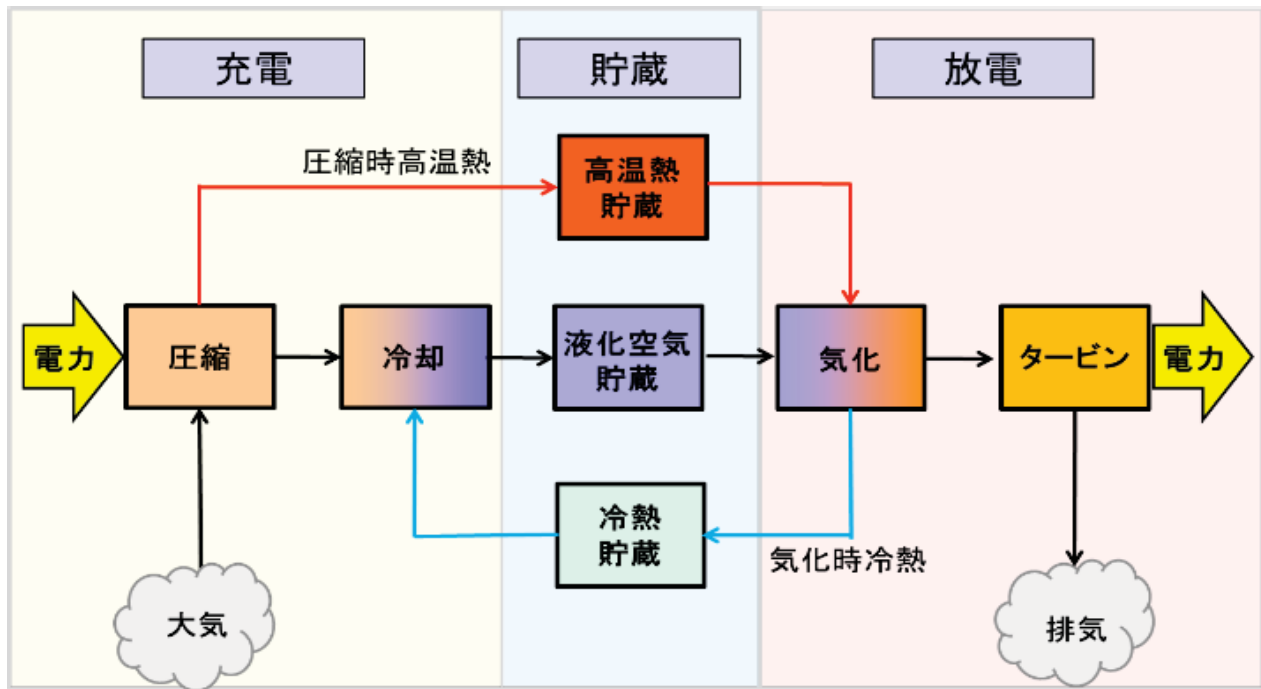 充電
貯蔵
放電
圧縮時高温熱
高温熱
貯蔵
電力
圧縮
冷却
液化空気
貯蔵
気化
タービン
電力
冷熱
貯蔵
気化時冷熱
大気
排気